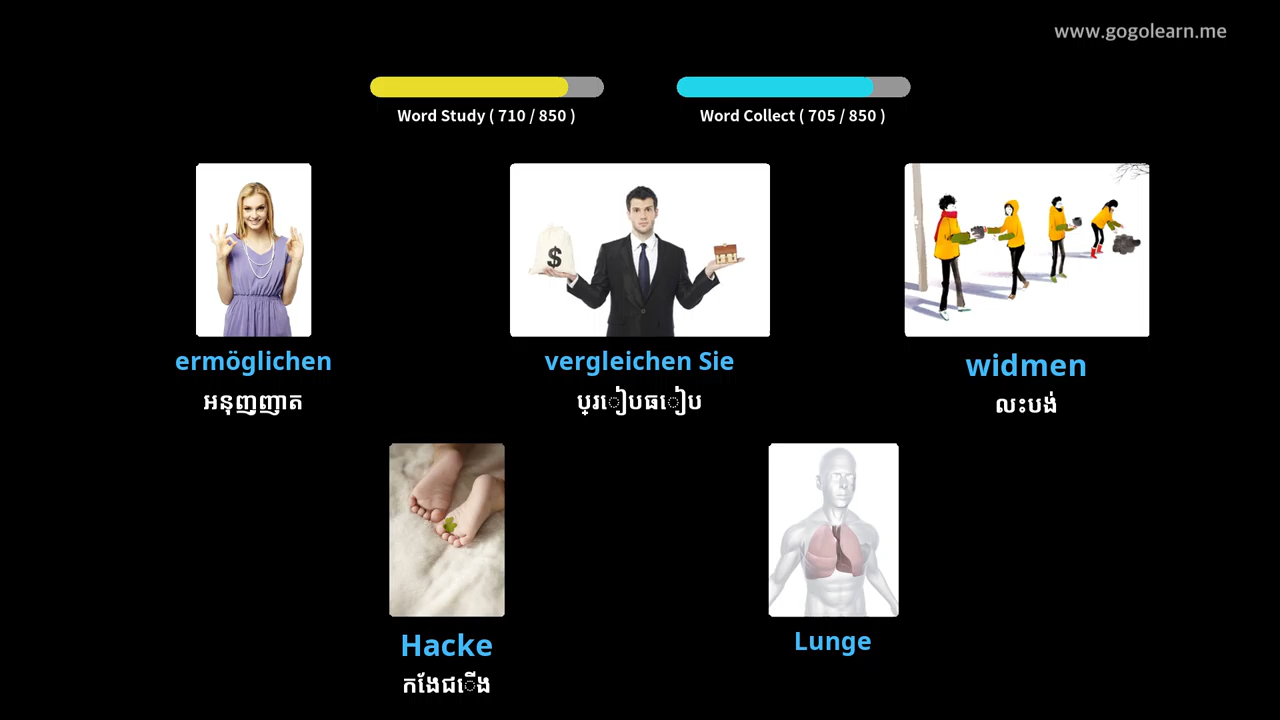 www.gogolearn.me
Word Study ( 710 / 850 )
Word Collect ( 705 / 850 )
$
ermöglichen
vergleichen Sie
widmen
អនុញ្ញាត
ប្រៀបធៀប
លះបង់
Hacke
Lunge
កែងជើង